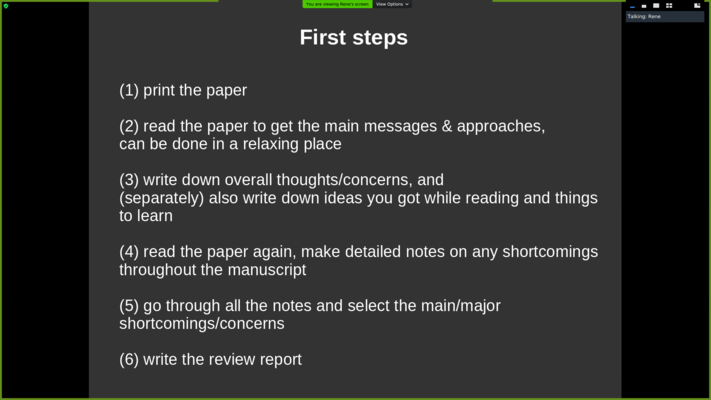 You are viewing Rene's screen
View Options
Talking: Rene
First steps
(1) print the paper
(2) read the paper to get the main messages & approaches,
can be done in a relaxing place
(3) write down overall thoughts/concerns, and
(separately) also write down ideas you got while reading and things
to learn
(4) read the paper again, make detailed notes on any shortcomings
throughout the manuscript
(5) go through all the notes and select the main/major
shortcomings/concerns
(6) write the review report